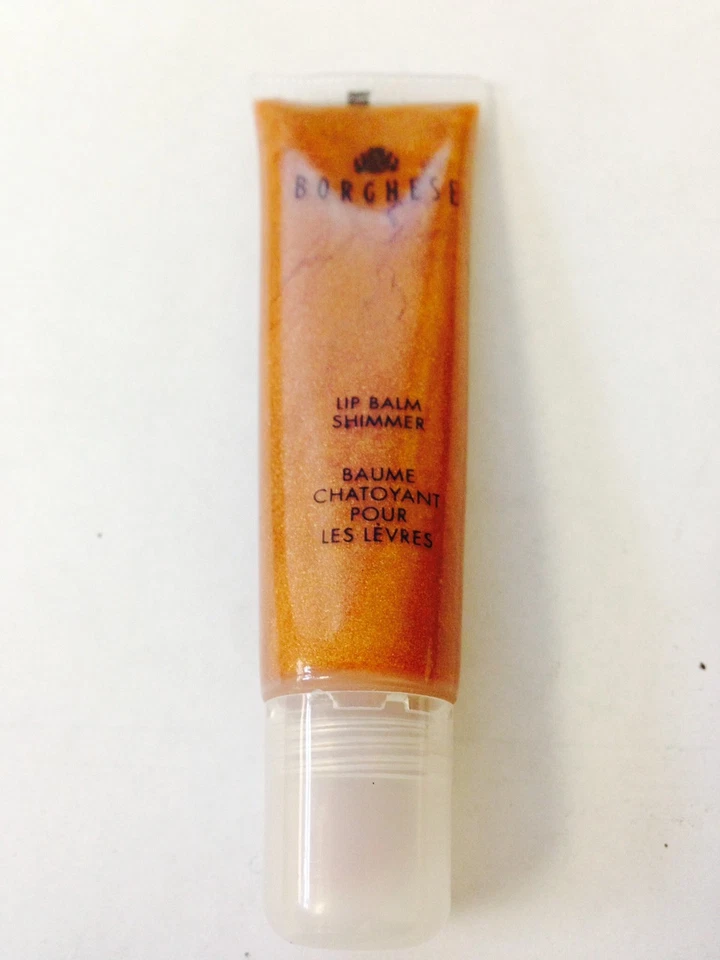 BORGHESE
LIP BALM
SHIMMER
BAUME
CHATOYANT
POUR
LES LÈVRES